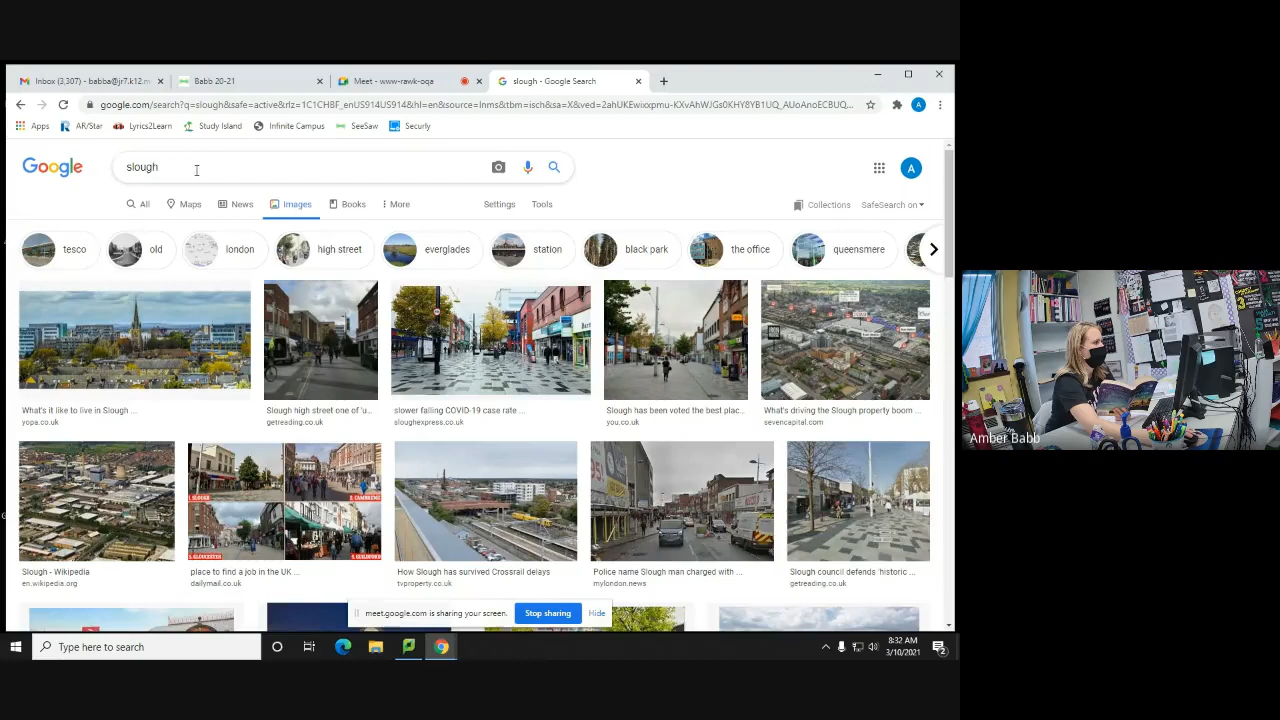 Inbox (3,307) - babba@jr7.k12.m
Babb 20-21
Meet - www-rawk-oqa
slough - Google Search
google.com/search?q=slough&safe=active&rlz=1C1CHBF_enUS914US914&hl=en&source=lnms&tbm=isch&sa=X&ved=2ahUKEwixxpmu-KXvAhWJGs0KHY8YB1UQ_AUoAnoECBUQ...
A
Apps
AR/Star
Lyrics2Learn
Study Island
Infinite Campus
SeeSaw
Securly
Google
slough
A
All
Maps
News
Images
Books
More
Settings
Tools
Collections
SafeSearch on
tesco
old
london
high street
everglades
station
black park
the office
queensmere
What's it like to live in Slough ...
yopa.co.uk
Slough high street one of 'u...
getreading.co.uk
slower falling COVID-19 case rate ...
sloughexpress.co.uk
Slough has been voted the best plac...
you.co.uk
What's driving the Slough property boom ...
sevencapital.com
Amber Babb
1. SLOUGH
Slough - Wikipedia
en.wikipedia.org
place to find a job in the UK ...
dailymail.co.uk
How Slough has survived Crossrail delays
tvproperty.co.uk
Police name Slough man charged with ...
mylondon.news
Slough council defends 'historic ...
getreading.co.uk
meet.google.com is sharing your screen.
Stop sharing
Hide
Type here to search
8:32 AM
3/10/2021
2